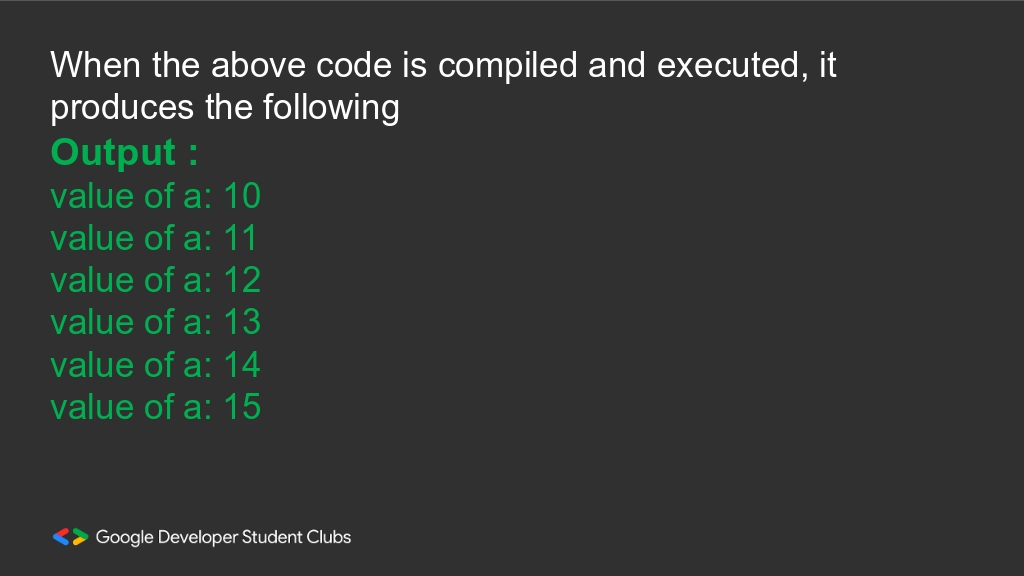 When the above code is compiled and executed, it
produces the following
Output :
value of a: 10
value of a: 11
value of a: 12
value of a: 13
value of a: 14
value of a: 15
Google Developer Student Clubs